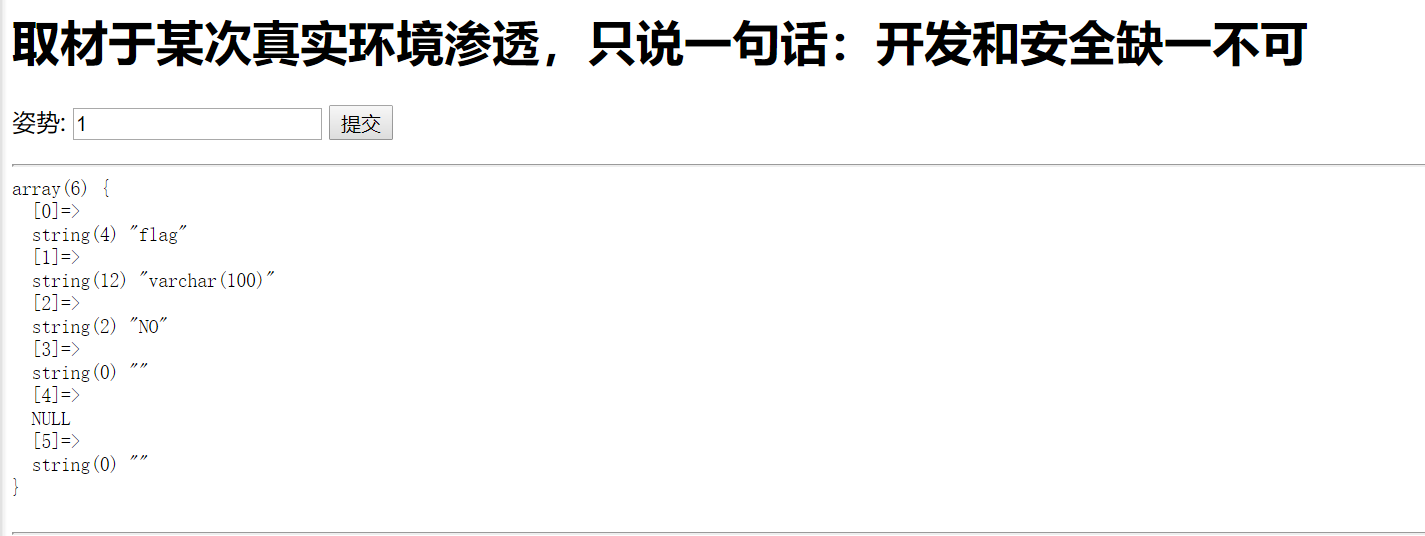 取材于某次真实环境渗透，只说一句话：开发和安全缺一不可
姿势: 1 提交
array(6) {
  [0]=>
  string(4) "flag"
  [1]=>
  string(12) "varchar(100)"
  [2]=>
  string(2) "NO"
  [3]=>
  string(0) ""
  [4]=>
  NULL
  [5]=>
  string(0) ""
}